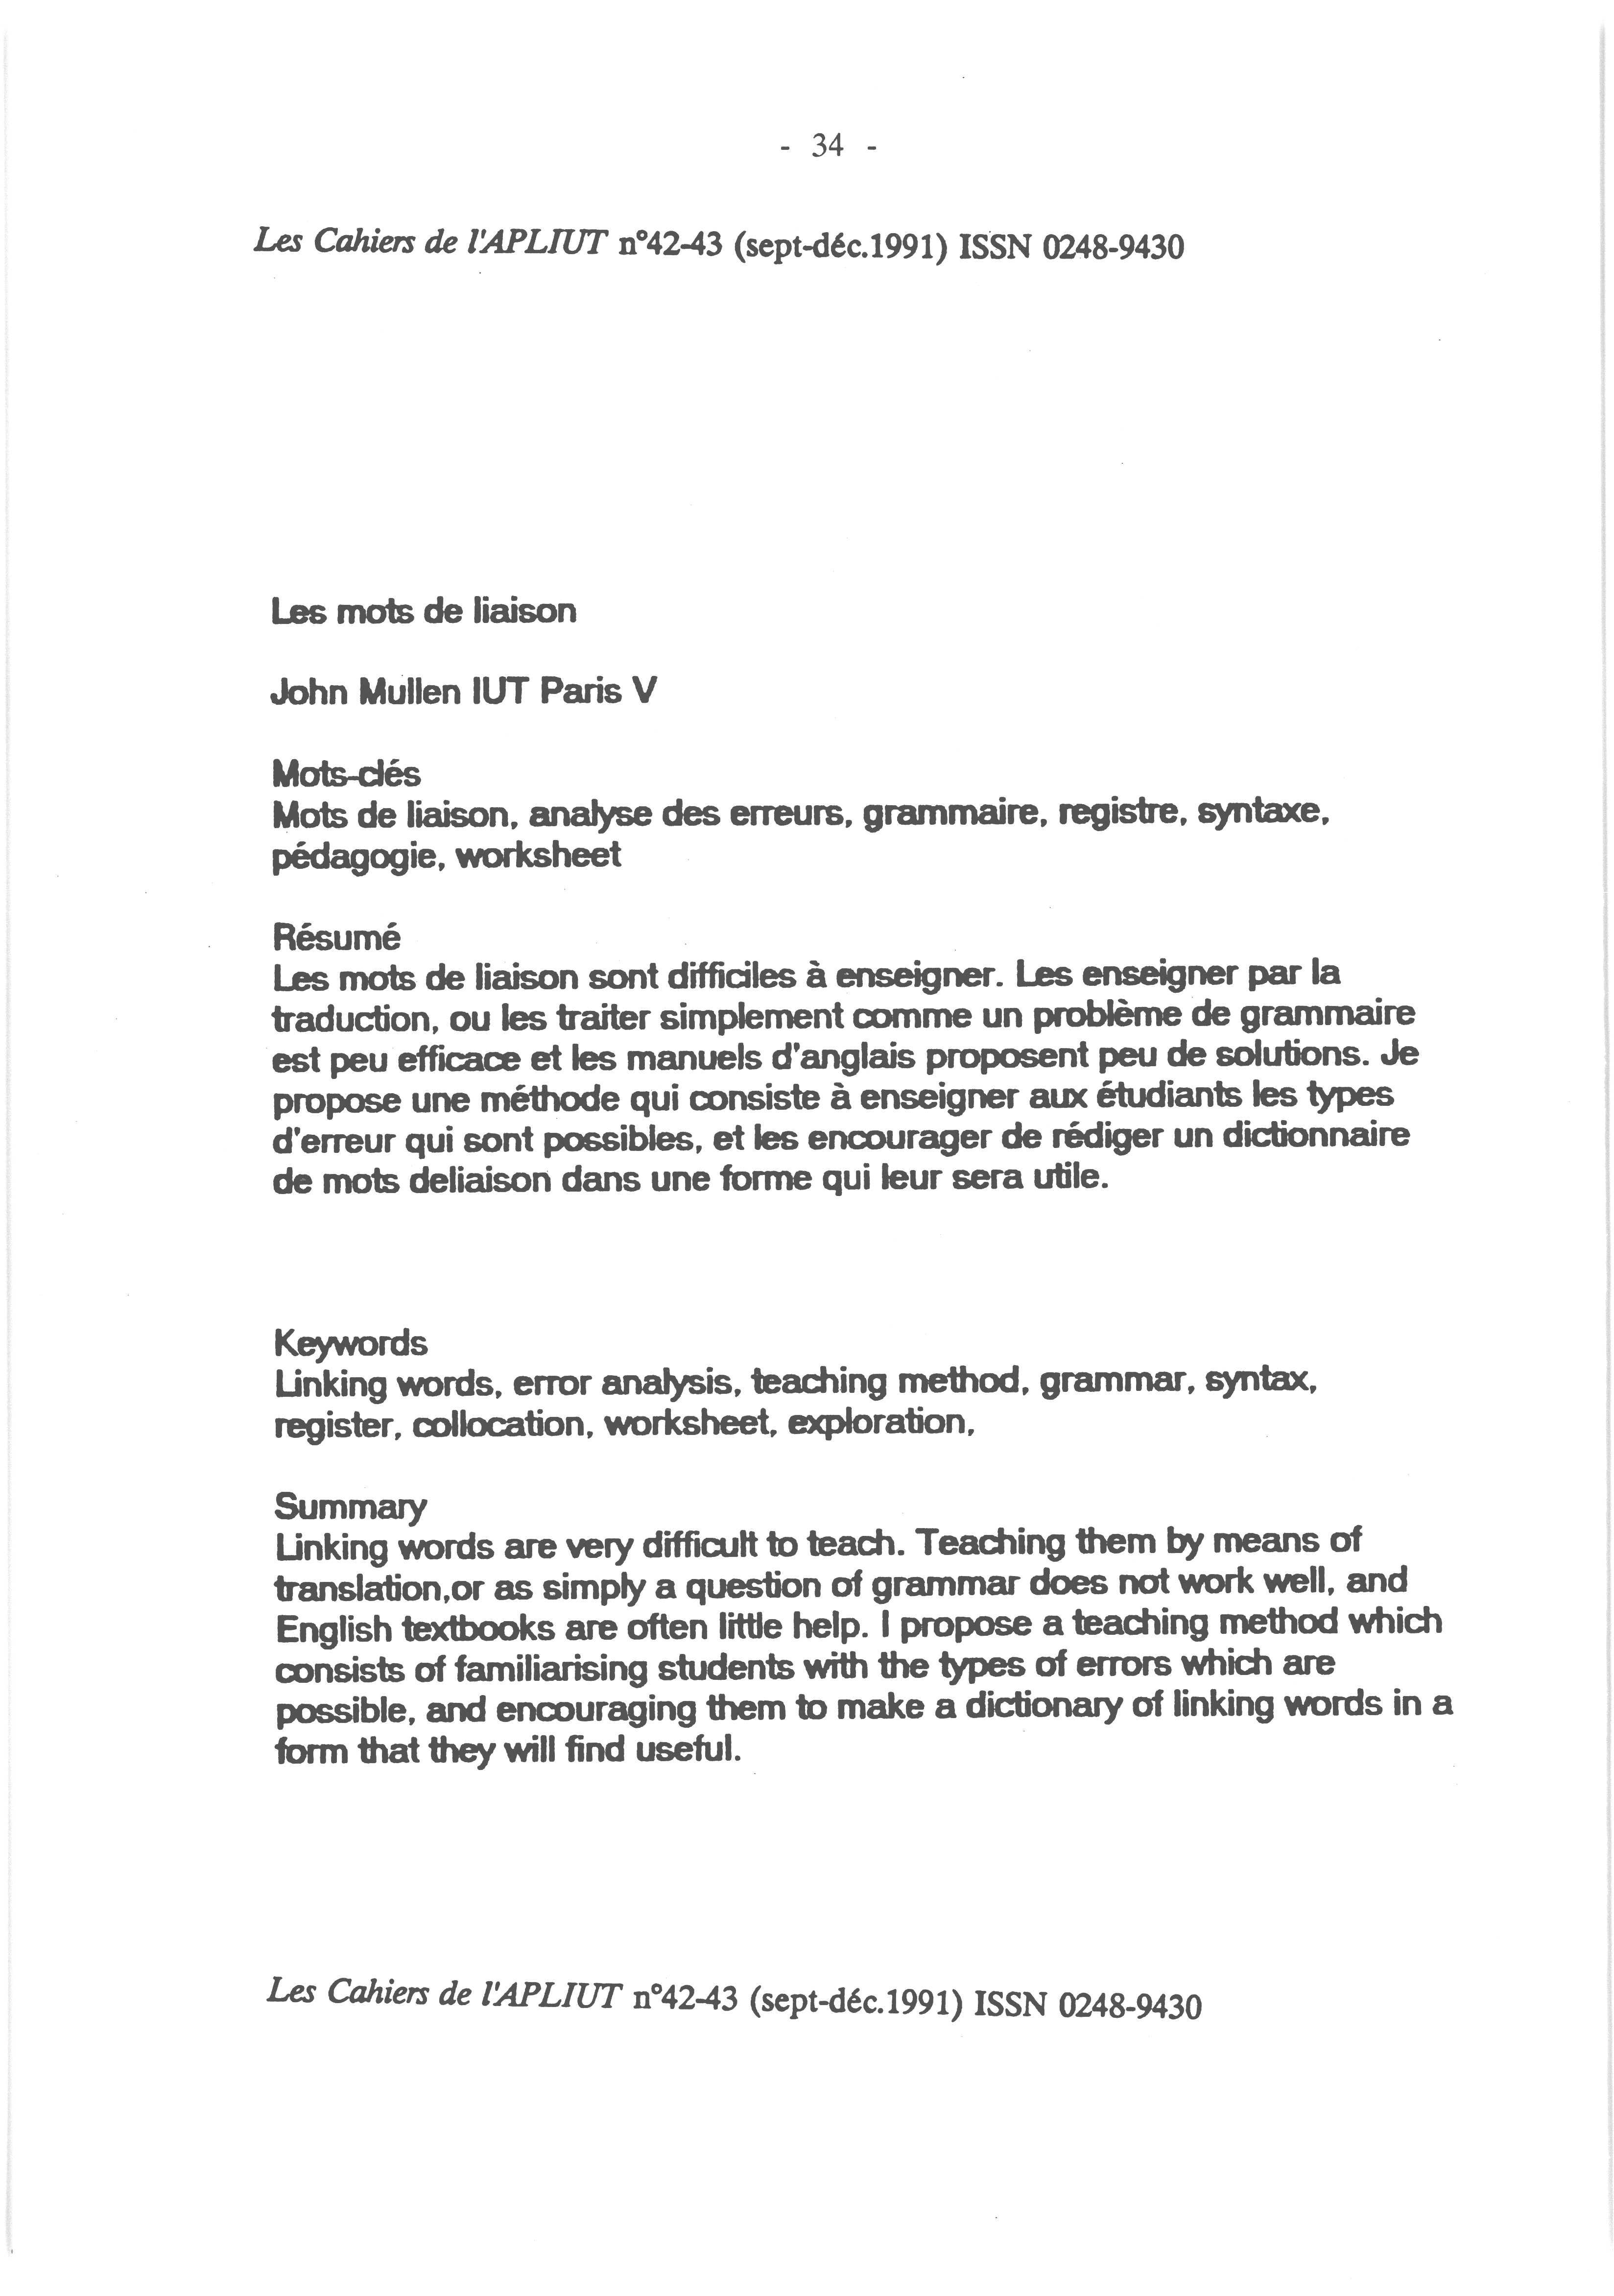 - 34 -
Les Cahiers de l'APLIUT n°42-43 (sept-déc.1991) ISSN 0248-9430
Les mots de liaison
John Mullen IUT Paris V
Mots-clés
Mots de liaison, analyse des erreurs, grammaire, registre, syntaxe,
pédagogie, worksheet
Résumé
Les mots de liaison sont difficiles à enseigner. Les enseigner par la
traduction, ou les traiter simplement comme un problème de grammaire
est peu efficace et les manuels d'anglais proposent peu de solutions. Je
propose une méthode qui consiste à enseigner aux étudiants les types
d'erreur qui sont possibles, et les encourager de rédiger un dictionnaire
de mots deliaison dans une forme qui leur sera utile.
Keywords
Linking words, error analysis, teaching method, grammar, syntax,
register, collocation, worksheet, exploration,
Summary
Linking words are very difficult to teach. Teaching them by means of
translation,or as simply a question of grammar does not work well, and
English textbooks are often little help. I propose a teaching method which
consists of familiarising students with the types of errors which are
possible, and encouraging them to make a dictionary of linking words in a
form that they will find useful.
Les Cahiers de l'APLIUT n°42-43 (sept-déc.1991) ISSN 0248-9430